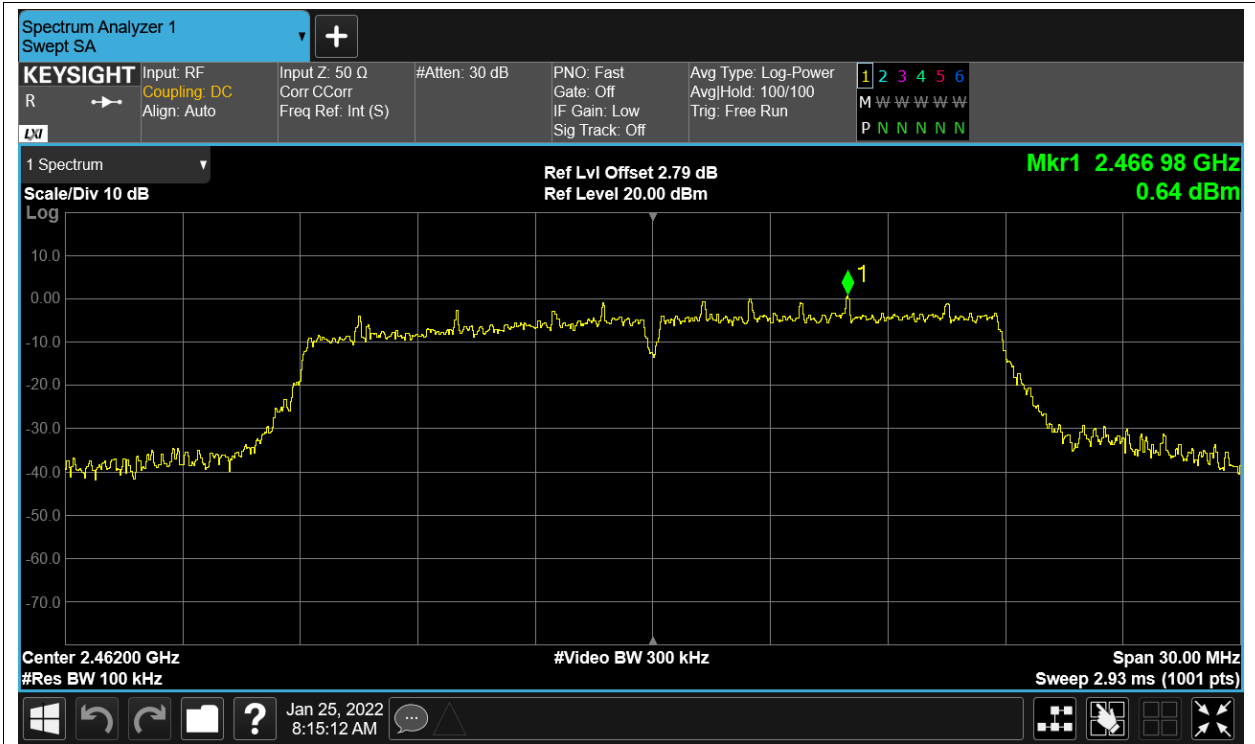 Spectrum Analyzer 1
Swept SA
+
KEYSIGHT
R
LXI
Input: RF
Coupling: DC
Align: Auto
Input Z: 50 Ω
Corr CCorr
Freq Ref: Int (S)
#Atten: 30 dB
PNO: Fast
Gate: Off
IF Gain: Low
Sig Track: Off
Avg Type: Log-Power
Avg|Hold: 100/100
Trig: Free Run
1 2 3 4 5 6
M W W W W W
P N N N N N
1 Spectrum
Scale/Div 10 dB
Log
Ref Lvl Offset 2.79 dB
Ref Level 20.00 dBm
Mkr1 2.466 98 GHz
0.64 dBm
10.0
0.00
-10.0
-20.0
-30.0
-40.0
-50.0
-60.0
-70.0
1
Center 2.46200 GHz
#Video BW 300 kHz
Span 30.00 MHz
#Res BW 100 kHz
Sweep 2.93 ms (1001 pts)
?
Jan 25, 2022
8:15:12 AM